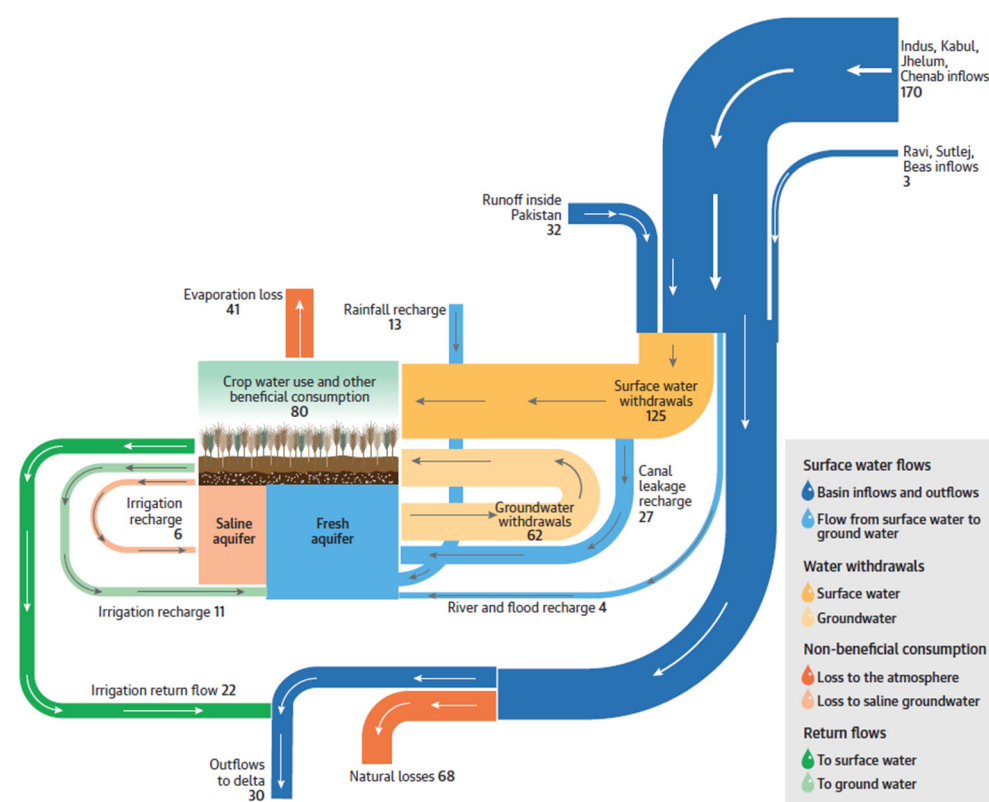 Indus, Kabul,
Jhelum,
Chenab inflows
170
Ravi, Sutlej,
Beas inflows
3
Runoff inside
Pakistan
32
Evaporation loss
41
Rainfall recharge
13
Crop water use and other
beneficial consumption
80
Surface water
withdrawals
125
Canal
leakage
recharge
27
Groundwater
withdrawals
62
Irrigation
recharge
6
Saline
aquifer
Fresh
aquifer
Irrigation recharge 11
River and flood recharge 4
Irrigation return flow 22
Outflows
to delta
30
Natural losses 68
Surface water flows
Basin inflows and outflows
Flow from surface water to
ground water
Water withdrawals
Surface water
Groundwater
Non-beneficial consumption
Loss to the atmosphere
Loss to saline groundwater
Return flows
To surface water
To ground water